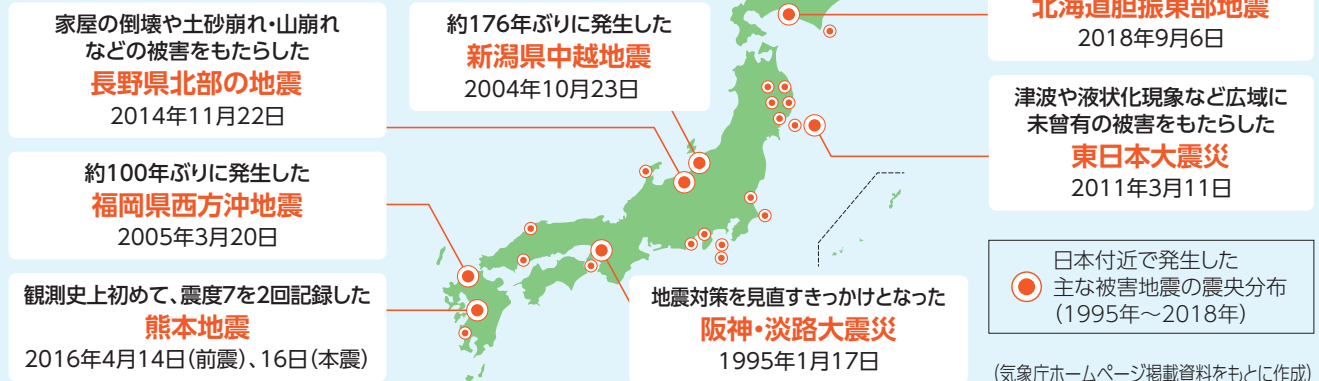 家屋の倒壊や土砂崩れ・山崩れ
などの被害をもたらした
長野県北部の地震
2014年11月22日
約176年ぶりに発生した
新潟県中越地震
2004年10月23日
北海道胆振東部地震
2018年9月6日
津波や液状化現象など広域に
未曾有の被害をもたらした
東日本大震災
2011年3月11日
約100年ぶりに発生した
福岡県西方沖地震
2005年3月20日
観測史上初めて、震度7を2回記録した
熊本地震
2016年4月14日(前震)、16日(本震)
地震対策を見直すきっかけとなった
阪神・淡路大震災
1995年1月17日
日本付近で発生した
主な被害地震の震央分布
(1995年〜2018年)
(気象庁ホームページ掲載資料をもとに作成)